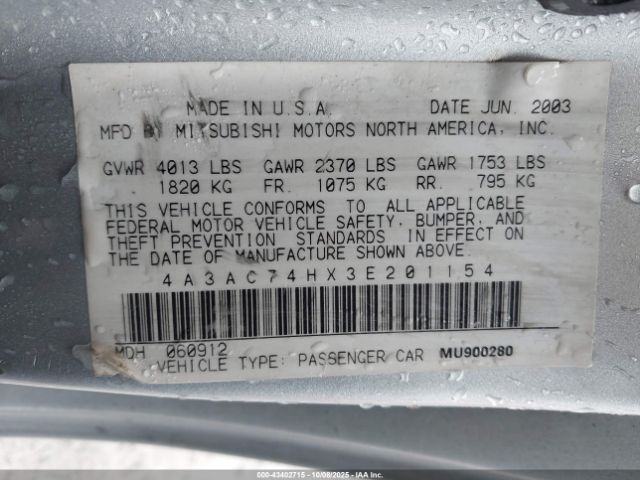 MADE IN U.S.A. DATE JUN. 2003
MFD BY MITSUBISHI MOTORS NORTH AMERICA, INC.
GVWR 4013 LBS GAWR 2370 LBS GAWR 1753 LBS
1820 KG FR. 1075 KG RR. 795 KG
THIS VEHICLE CONFORMS TO ALL APPLICABLE
FEDERAL MOTOR VEHICLE SAFETY, BUMPER, AND
THEFT PREVENTION STANDARDS IN EFFECT ON
THE DATE OF MANUFACTURE SHOWN ABOVE.
4A3AC74HX3E201154
MDH 060912
VEHICLE TYPE: PASSENGER CAR MU900280
000-43402715 - 10/08/2025 - © IAA, Inc.